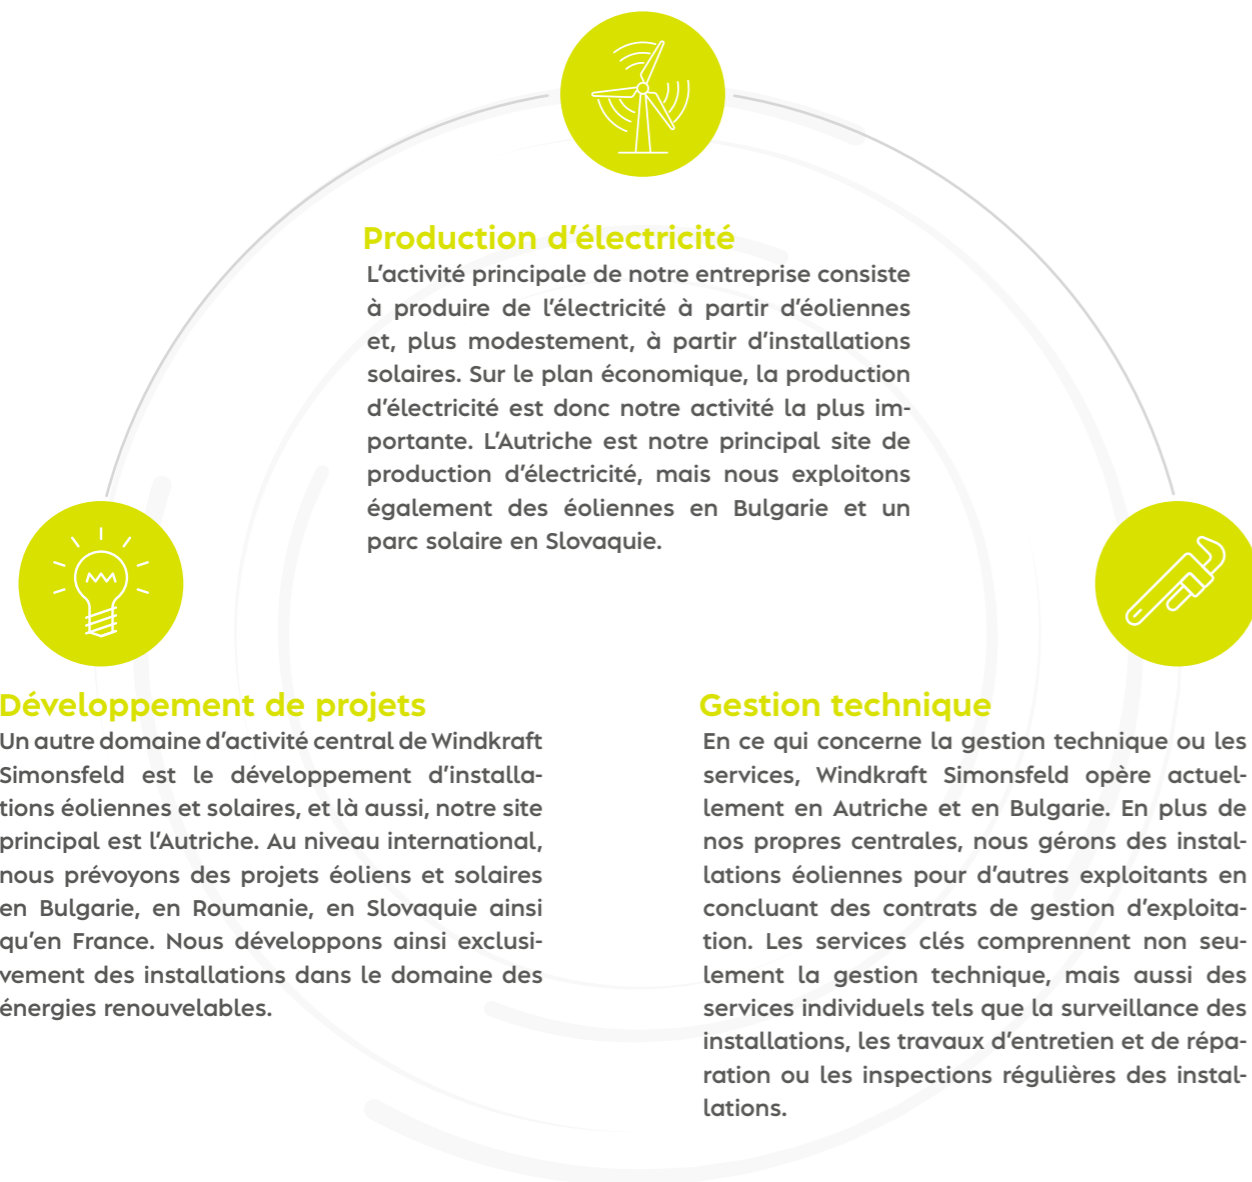 Production d’électricité
L’activité principale de notre entreprise consiste
à produire de l’électricité à partir d’éoliennes
et, plus modestement, à partir d’installations
solaires. Sur le plan économique, la production
d’électricité est donc notre activité la plus im-
portante. L’Autriche est notre principal site de
production d’électricité, mais nous exploitons
également des éoliennes en Bulgarie et un
parc solaire en Slovaquie.
Développement de projets
Un autre domaine d’activité central de Windkraft
Simonsfeld est le développement d’installa-
tions éoliennes et solaires, et là aussi, notre site
principal est l’Autriche. Au niveau international,
nous prévoyons des projets éoliens et solaires
en Bulgarie, en Roumanie, en Slovaquie ainsi
qu’en France. Nous développons ainsi exclusi-
vement des installations dans le domaine des
énergies renouvelables.
Gestion technique
En ce qui concerne la gestion technique ou les
services, Windkraft Simonsfeld opère actuel-
lement en Autriche et en Bulgarie. En plus de
nos propres centrales, nous gérons des instal-
lations éoliennes pour d’autres exploitants en
concluant des contrats de gestion d’exploita-
tion. Les services clés comprennent non seu-
lement la gestion technique, mais aussi des
services individuels tels que la surveillance des
installations, les travaux d’entretien et de répa-
ration ou les inspections régulières des instal-
lations.